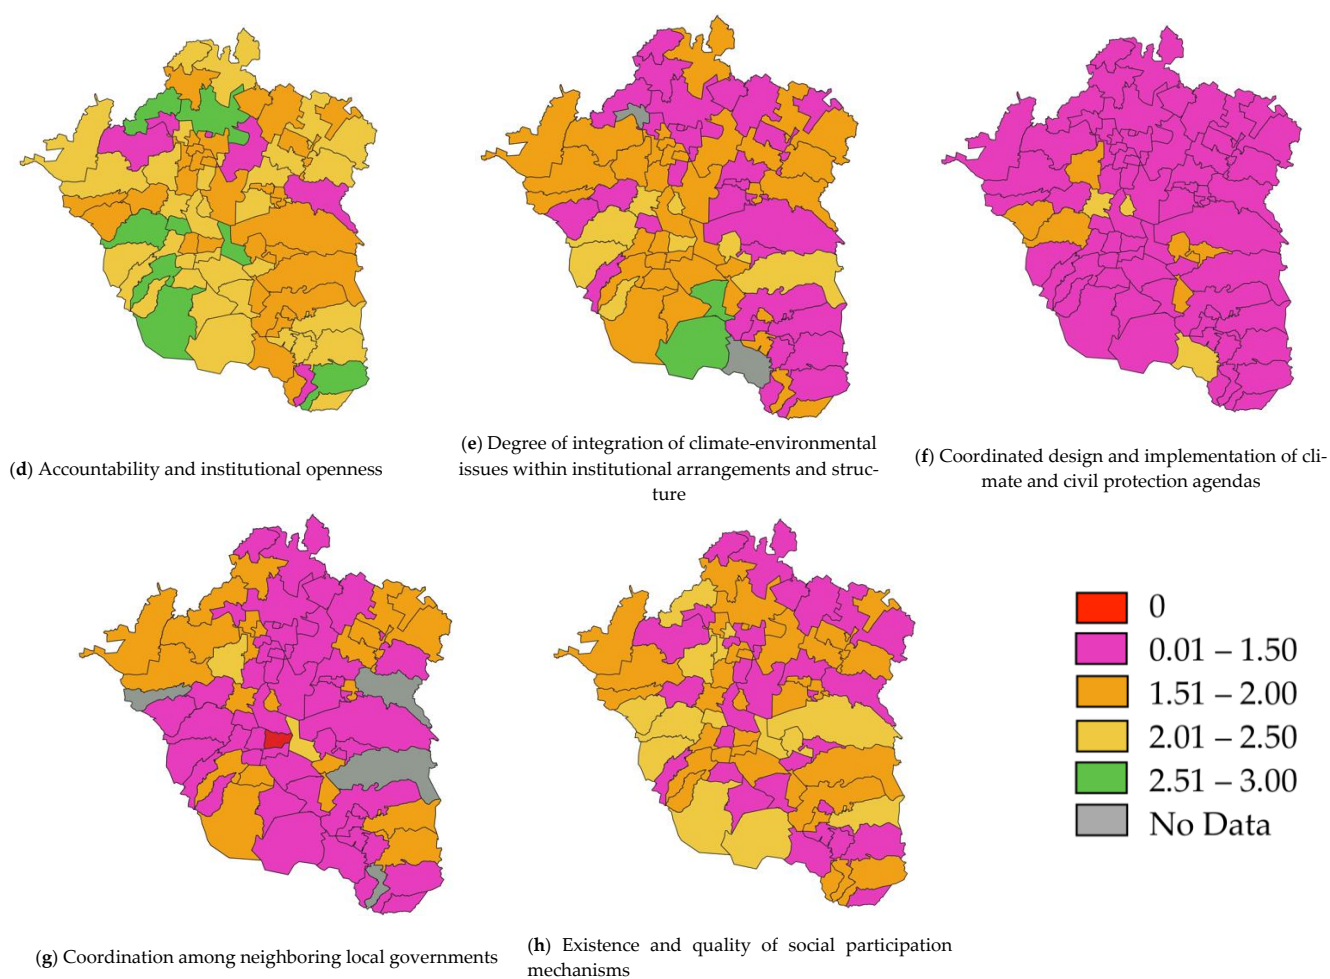 (d) Accountability and institutional openness
(e) Degree of integration of climate-environmental
issues within institutional arrangements and struc-
ture
(f) Coordinated design and implementation of cli-
mate and civil protection agendas
0
0.01 – 1.50
1.51 – 2.00
2.01 – 2.50
2.51 – 3.00
No Data
(g) Coordination among neighboring local governments
(h) Existence and quality of social participation
mechanisms